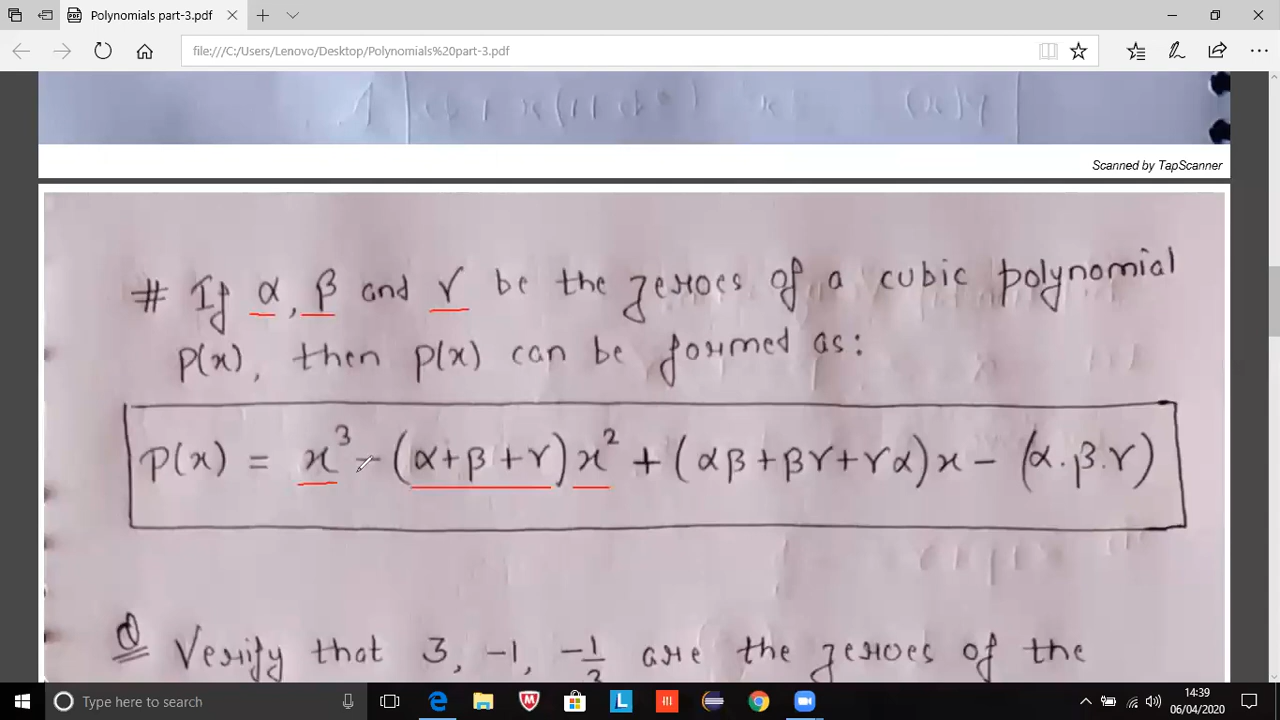 Polynomials part-3.pdf
file:///C:/Users/Lenovo/Desktop/Polynomials%20part-3.pdf
Scanned by TapScanner
# If α, β and γ be the zeroes of a cubic polynomial
p(x), then p(x) can be formed as:
p(x) = x³ - (α+β+γ)x² + (αβ+βγ+γα)x - (α.β.γ)
Q Verify that 3, -1, -1/3 are the zeroes of the
Type here to search
14:39
06/04/2020